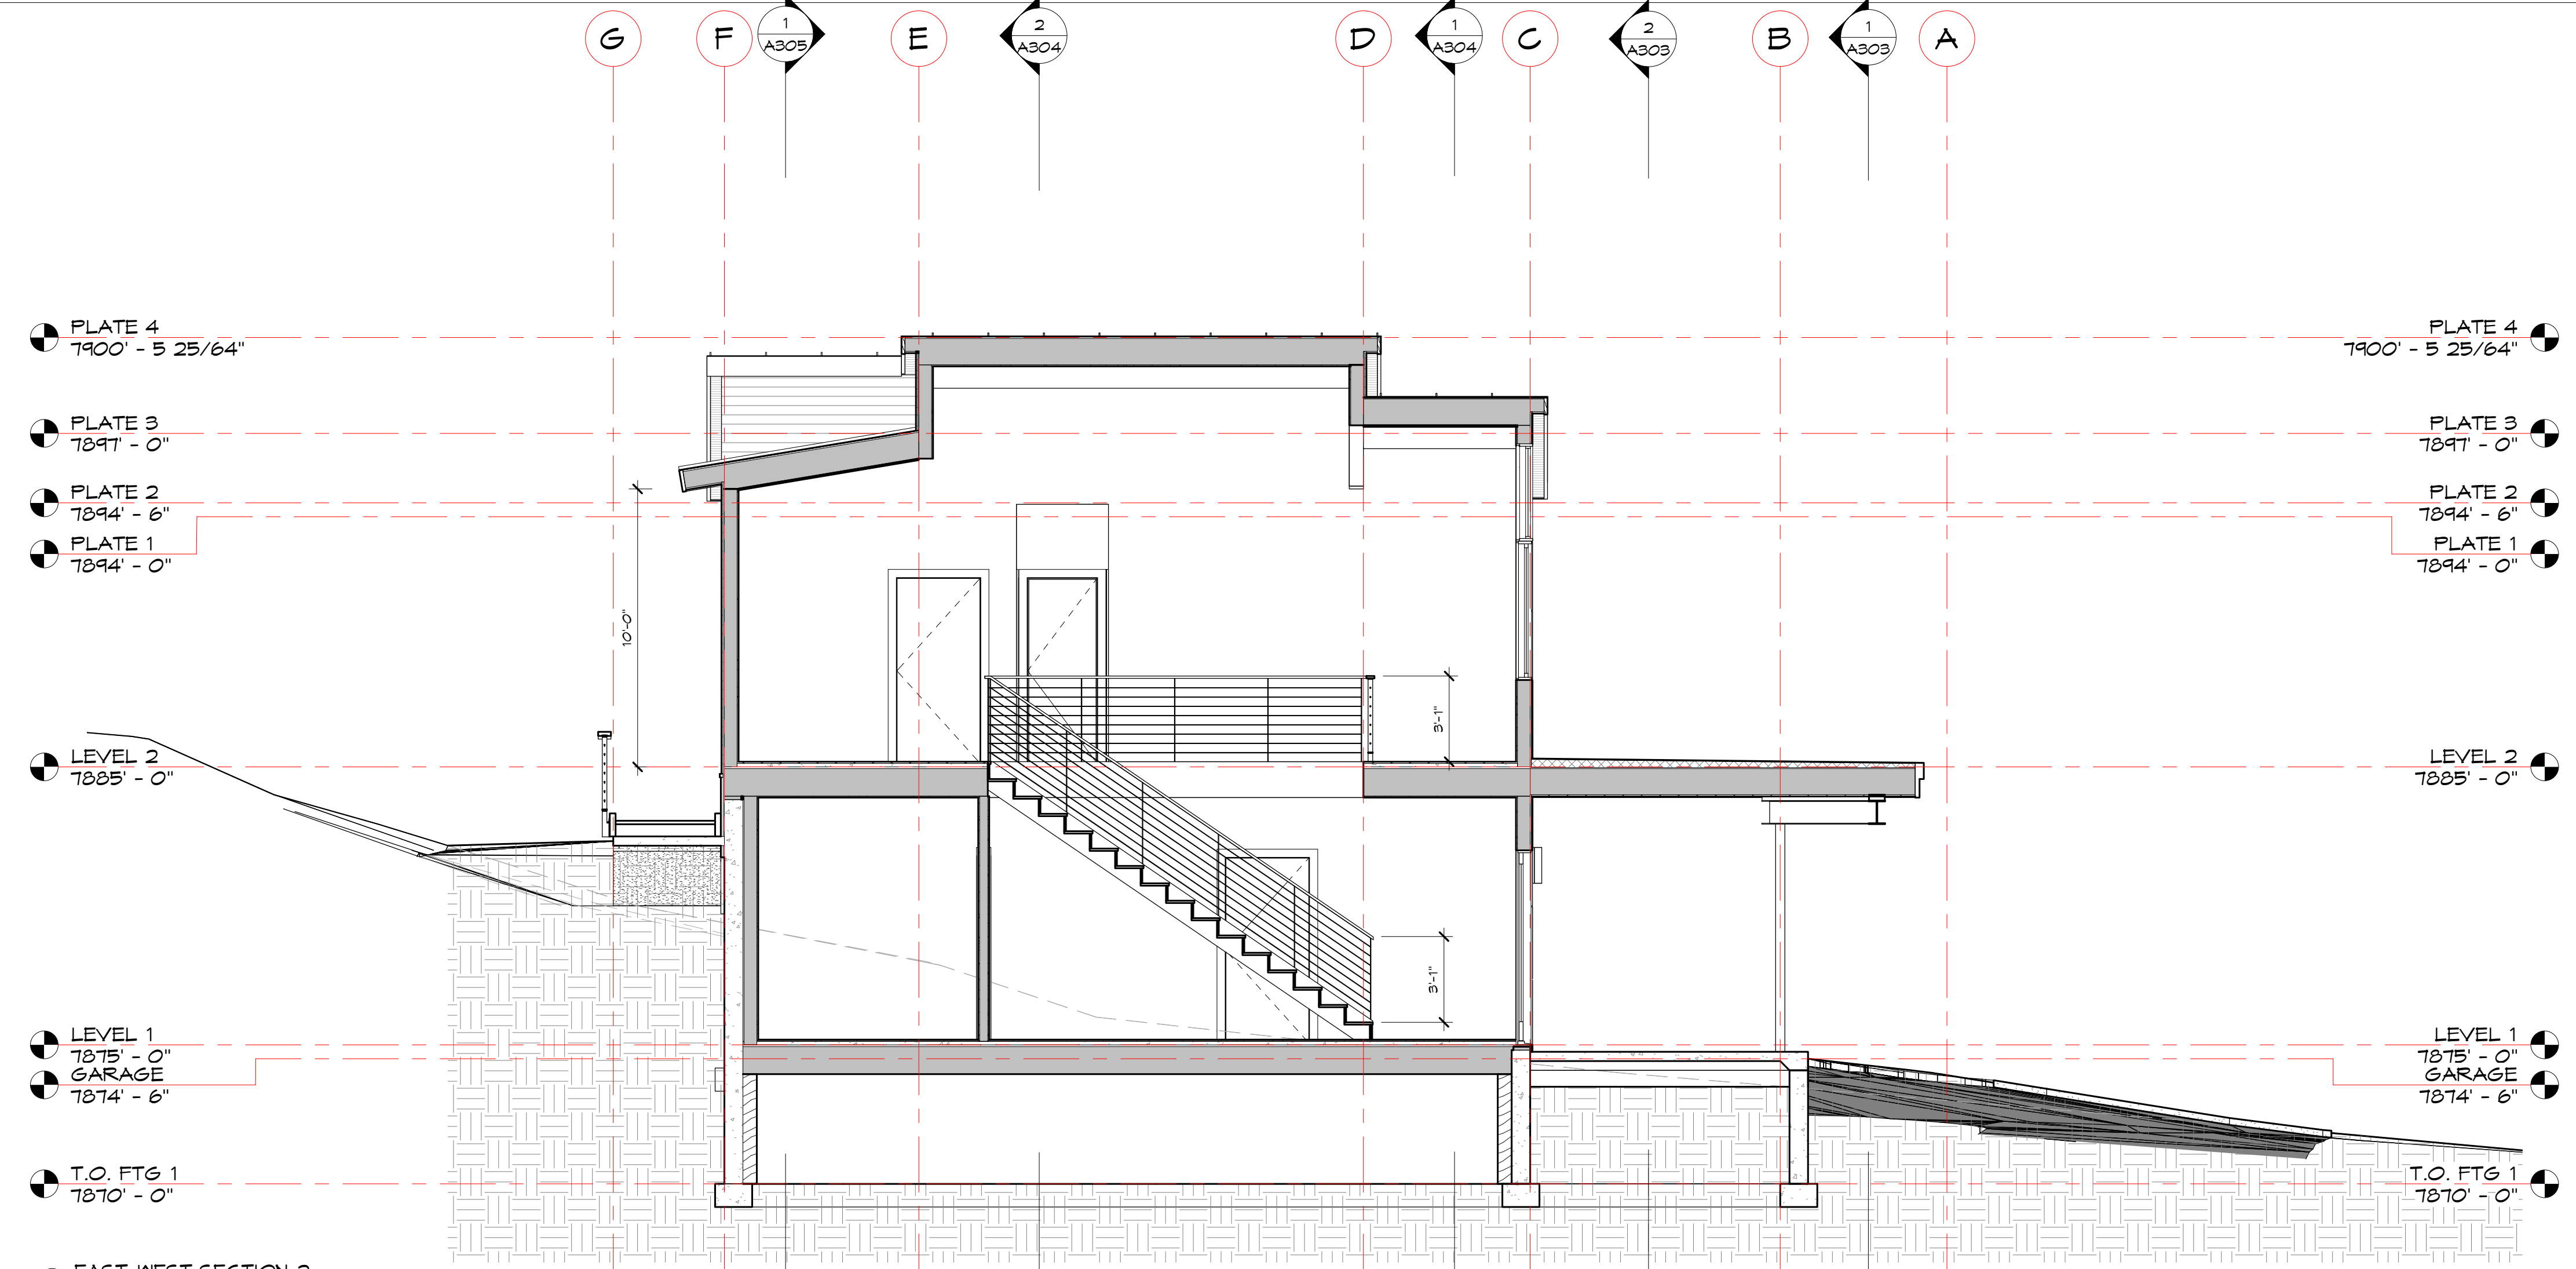 G
F
1
A305
E
2
A304
D
1
A304
C
2
A303
B
1
A303
A
PLATE 4
7900' - 5 25/64"
PLATE 4
7900' - 5 25/64"
PLATE 3
7897' - 0"
PLATE 3
7897' - 0"
PLATE 2
7894' - 6"
PLATE 2
7894' - 6"
PLATE 1
7894' - 0"
PLATE 1
7894' - 0"
10'-0"
3'-1"
LEVEL 2
7885' - 0"
LEVEL 2
7885' - 0"
3'-1"
LEVEL 1
7875' - 0"
LEVEL 1
7875' - 0"
GARAGE
7874' - 6"
GARAGE
7874' - 6"
T.O. FTG 1
7870' - 0"
T.O. FTG 1
7870' - 0"